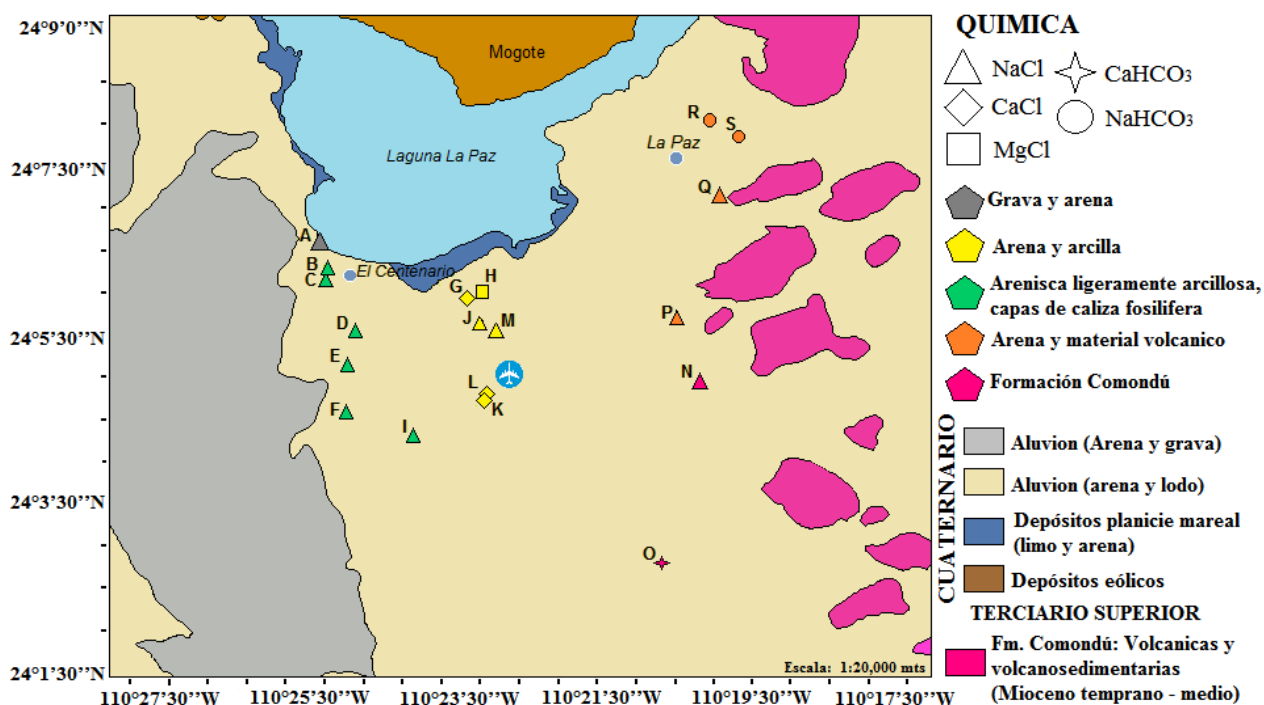 24°9'0''N
24°7'30''N
24°5'30''N
24°3'30''N
24°1'30''N
110°27'30''W
110°25'30''W
110°23'30''W
110°21'30''W
110°19'30''W
110°17'30''W
Mogote
Laguna La Paz
La Paz
El Centenario
A
B
C
D
E
F
G
H
I
J
M
L
K
N
O
P
Q
R
S
Escala: 1:20,000 mts
QUIMICA
NaCl
CaHCO₃
CaCl
NaHCO₃
MgCl
Grava y arena
Arena y arcilla
Arenisca ligeramente arcillosa,
capas de caliza fosilifera
Arena y material volcanico
Formación Comondú
CUATERNARIO
Aluvion (Arena y grava)
Aluvion (arena y lodo)
Depósitos planicie mareal
(limo y arena)
Depósitos eólicos
TERCIARIO SUPERIOR
Fm. Comondú: Volcanicas y
volcanosedimentarias
(Mioceno temprano - medio)